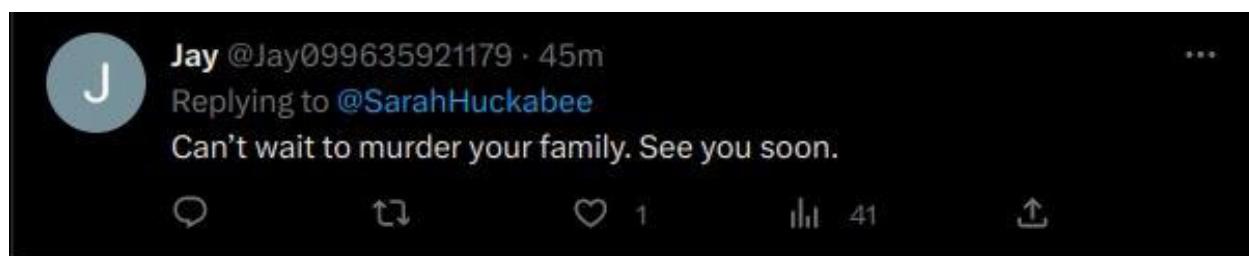 J
Jay @Jay099635921179 · 45m
Replying to @SarahHuckabee
Can’t wait to murder your family. See you soon.
1 41